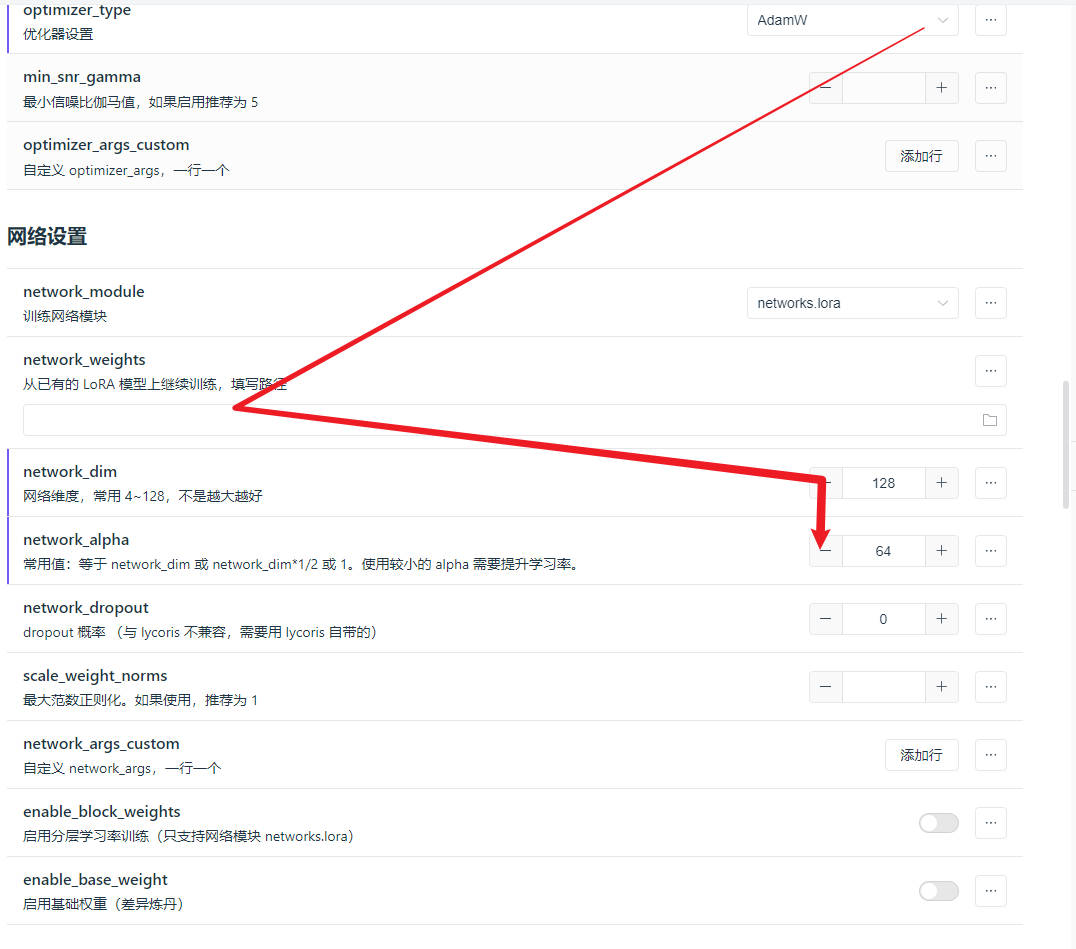 optimizer_type
优化器设置
AdamW
min_snr_gamma
最小信噪比伽马值，如果启用推荐为 5
optimizer_args_custom
自定义 optimizer_args，一行一个
添加行
网络设置
network_module
训练网络模块
networks.lora
network_weights
从已有的 LoRA 模型上继续训练，填写路径
network_dim
网络维度，常用 4~128，不是越大越好
128
network_alpha
常用值：等于 network_dim 或 network_dim*1/2 或 1。使用较小的 alpha 需要提升学习率。
64
network_dropout
dropout 概率 （与 lycoris 不兼容，需要用 lycoris 自带的）
0
scale_weight_norms
最大范数正则化。如果使用，推荐为 1
network_args_custom
自定义 network_args，一行一个
添加行
enable_block_weights
启用分层学习率训练（只支持网络模块 networks.lora）
enable_base_weight
启用基础权重（差异炼丹）